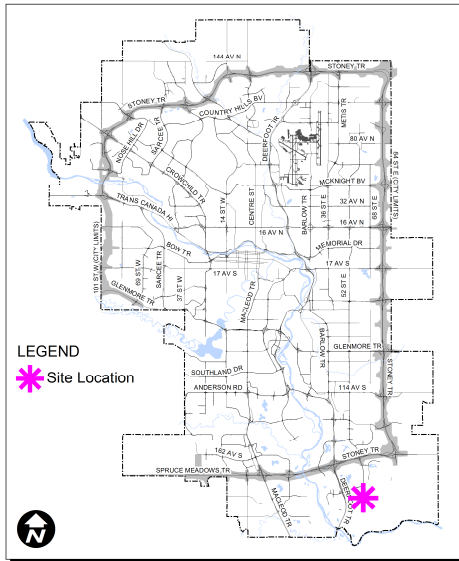 144 AV N
STONEY TR
STONEY TR
COUNTRY HILLS BV
METIS TR
NOSE HILL DR
SARCEE TR
DEERFOOT TR
80 AV N
CROWCHILD TR
84 ST E (CITY LIMITS)
MCKNIGHT BV
TRANS CANADA HI
14 ST W
CENTRE ST
BARLOW TR
36 ST E
32 AV N
68 ST E
16 AV N
16 AV N
101 ST W (CITY LIMITS)
BOW TR
MEMORIAL DR
69 ST W
SARCEE TR
37 ST W
17 AV S
17 AV S
GLENMORE TR
MACLEOD TR
52 ST E
BARLOW TR
GLENMORE TR
STONEY TR
LEGEND
Site Location
SOUTHLAND DR
ANDERSON RD
114 AV S
162 AV S
STONEY TR
SPRUCE MEADOWS TR
MACLEOD TR
DEERFOOT TR
N